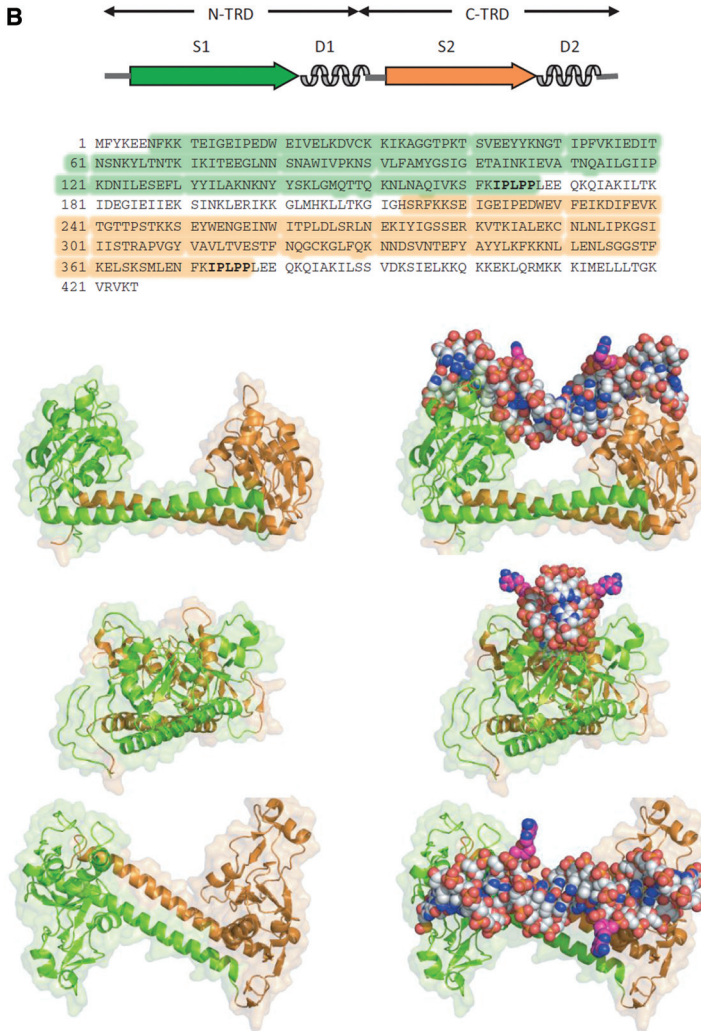 B
N-TRD C-TRD
S1 D1 S2 D2
1 MFYKEENFKK TEIGEIPEDW EIVELKDVCK KIKAGGTPKT SVEEYYKNGT IPFVKIEDIT
61 NSNKYLTNTK IKITEEGLNN SNAWIVPKNS VLFAMYGSIG ETAINKIEVA TNQAILGIIP
121 KDNILESEFL YYILAKNKNY YSKLGMQTTQ KNLNAQIVKS FKIPLPPLEE QKQIAKILTK
181 IDEGIEIIEK SINKLERIKK GLMHKLLTKG IGHSRFKKSE IGEIPEDWEV FEIKDIFEVK
241 TGTTPSTKKS EYWENGEINW ITPLDLSRLN EKIYIGSSER KVTKIALEKC NLNLIPKGSI
301 IISTRAPVGY VAVLTVESTF NQGCKGLFQK NNDSVNTEFY AYYLKFKKNL LENLSGGSTF
361 KELSKSMLEN FKIPLPPLEE QKQIAKILSS VDKSIELKKQ KKEKLQRMKK KIMELLLTGK
421 VRVKT